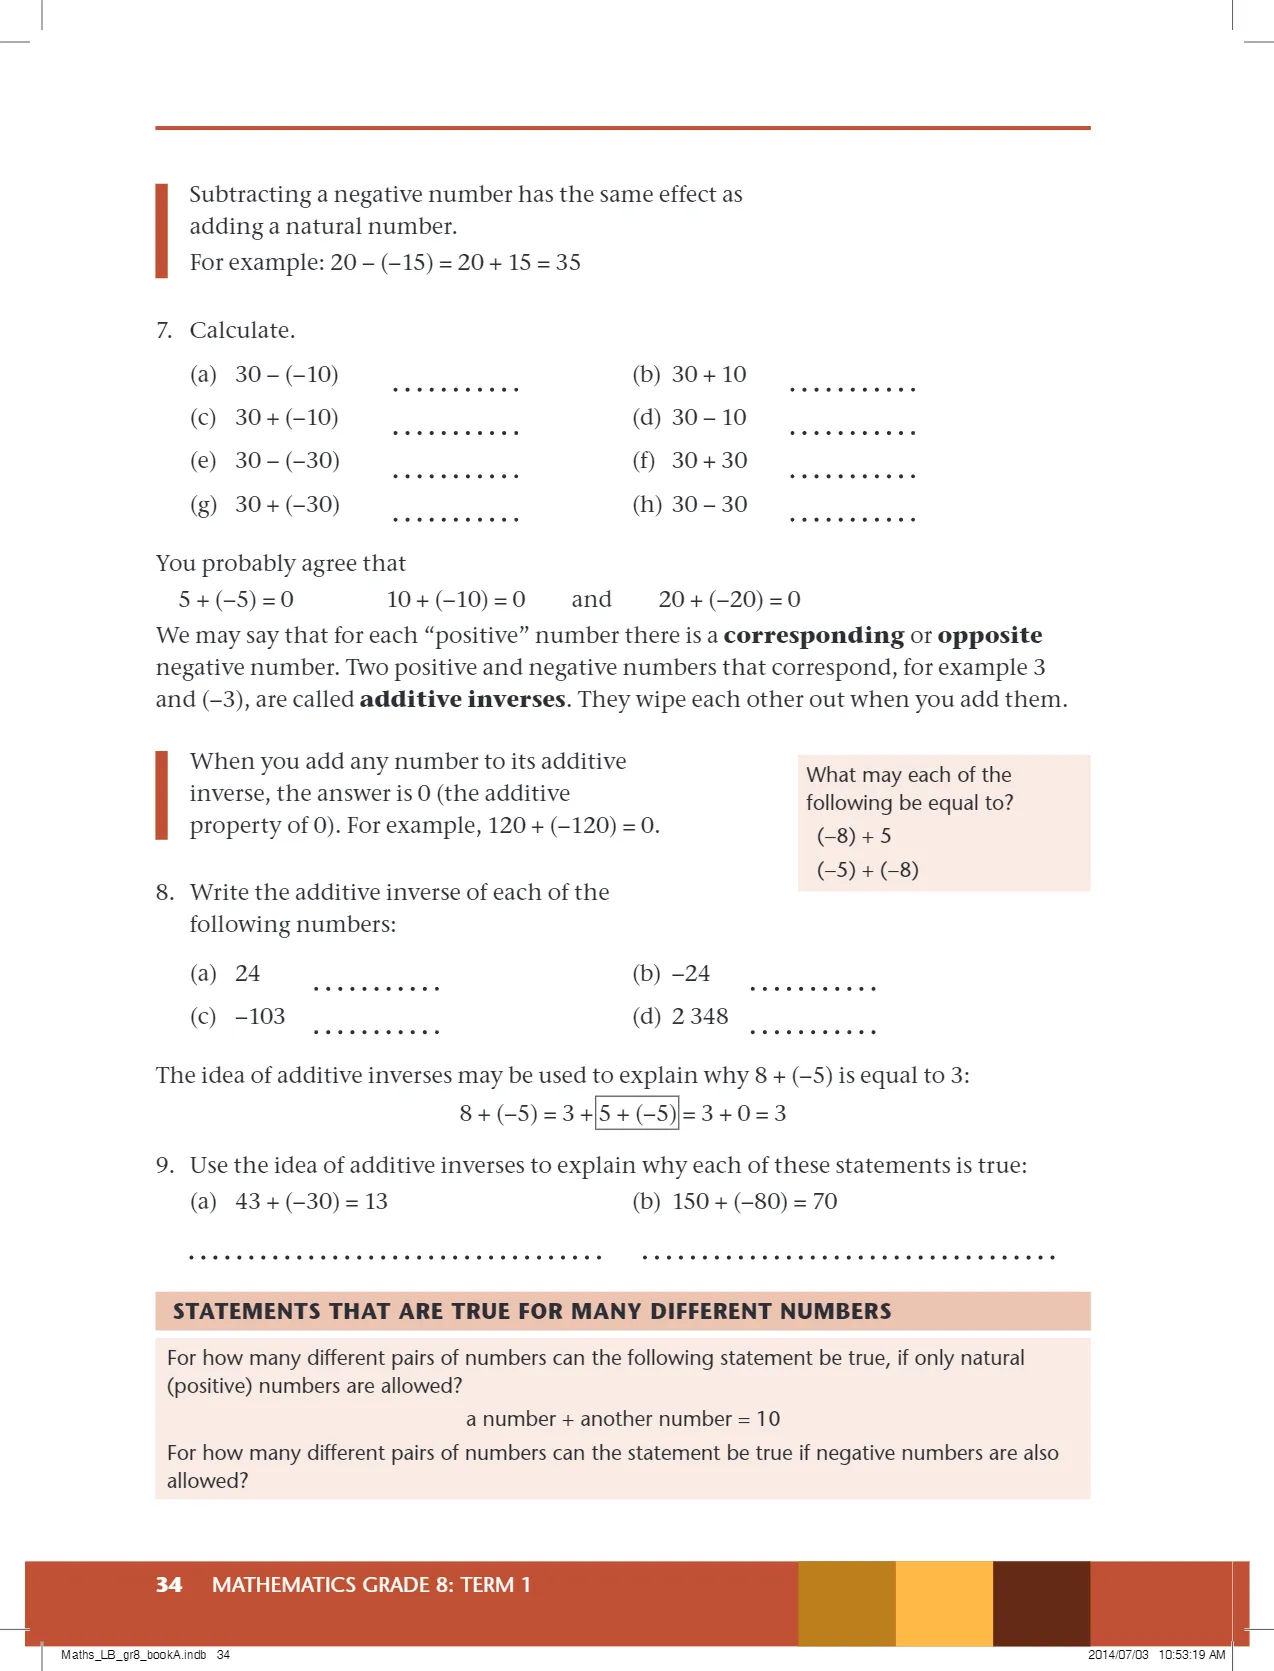 Subtracting a negative number has the same effect as
adding a natural number.
For example: 20 – (–15) = 20 + 15 = 35
7. Calculate.
(a) 30 – (–10) ........... (b) 30 + 10 ...........
(c) 30 + (–10) ........... (d) 30 – 10 ...........
(e) 30 – (–30) ........... (f) 30 + 30 ...........
(g) 30 + (–30) ........... (h) 30 – 30 ...........
You probably agree that
5 + (–5) = 0 10 + (–10) = 0 and 20 + (–20) = 0
We may say that for each “positive” number there is a corresponding or opposite
negative number. Two positive and negative numbers that correspond, for example 3
and (–3), are called additive inverses. They wipe each other out when you add them.
When you add any number to its additive
inverse, the answer is 0 (the additive
property of 0). For example, 120 + (–120) = 0.
What may each of the
following be equal to?
(–8) + 5
(–5) + (–8)
8. Write the additive inverse of each of the
following numbers:
(a) 24 ........... (b) –24 ...........
(c) –103 ........... (d) 2 348 ...........
The idea of additive inverses may be used to explain why 8 + (–5) is equal to 3:
8 + (–5) = 3 + 5 + (–5) = 3 + 0 = 3
9. Use the idea of additive inverses to explain why each of these statements is true:
(a) 43 + (–30) = 13 (b) 150 + (–80) = 70
................................... ...................................
STATEMENTS THAT ARE TRUE FOR MANY DIFFERENT NUMBERS
For how many different pairs of numbers can the following statement be true, if only natural
(positive) numbers are allowed?
a number + another number = 10
For how many different pairs of numbers can the statement be true if negative numbers are also
allowed?
34 MATHEMATICS GRADE 8: TERM 1
Maths_LB_gr8_bookA.indb 34 2014/07/03 10:53:19 AM